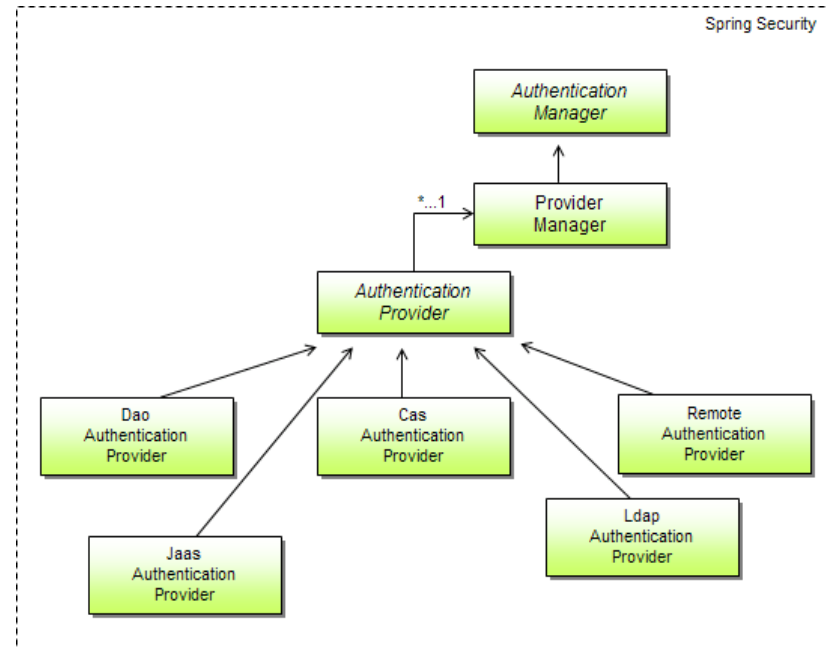 Spring Security
Authentication
Manager
Provider
Manager
*...1
Authentication
Provider
Dao
Authentication
Provider
Cas
Authentication
Provider
Remote
Authentication
Provider
Jaas
Authentication
Provider
Ldap
Authentication
Provider